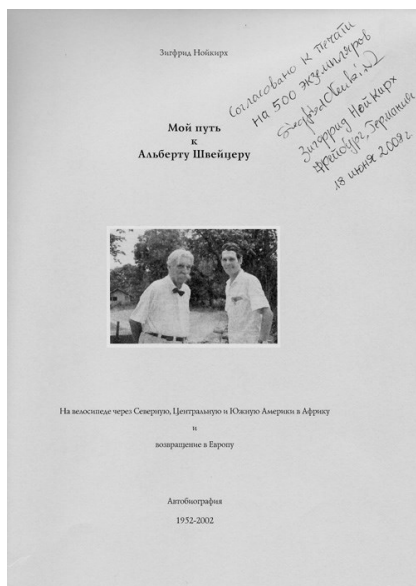 Зигфрид Нойкирх
Согласовано к печати
на 500 экземпляров
Зигфрид Нойкирх
Фрайбург, Германия
18 июня 2009 г.
Мой путь
к
Альберту Швейцеру
На велосипеде через Северную, Центральную и Южную Америки в Африку
и
возвращение в Европу
Автобиография
1952-2002